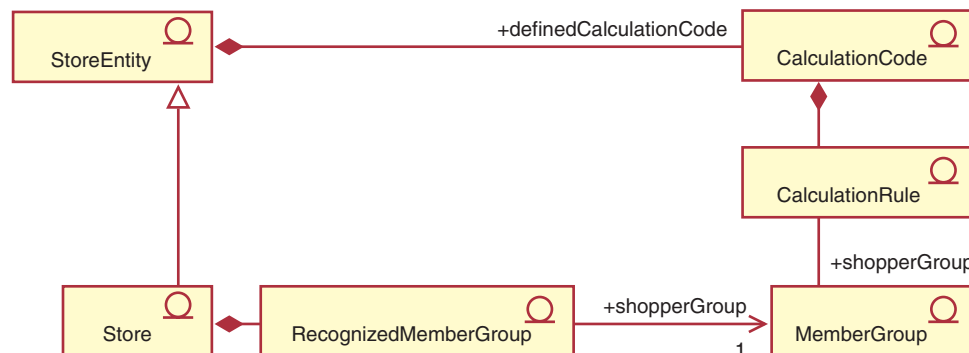 +definedCalculationCode
StoreEntity
CalculationCode
CalculationRule
+shopperGroup
+shopperGroup
Store
RecognizedMemberGroup
MemberGroup
1